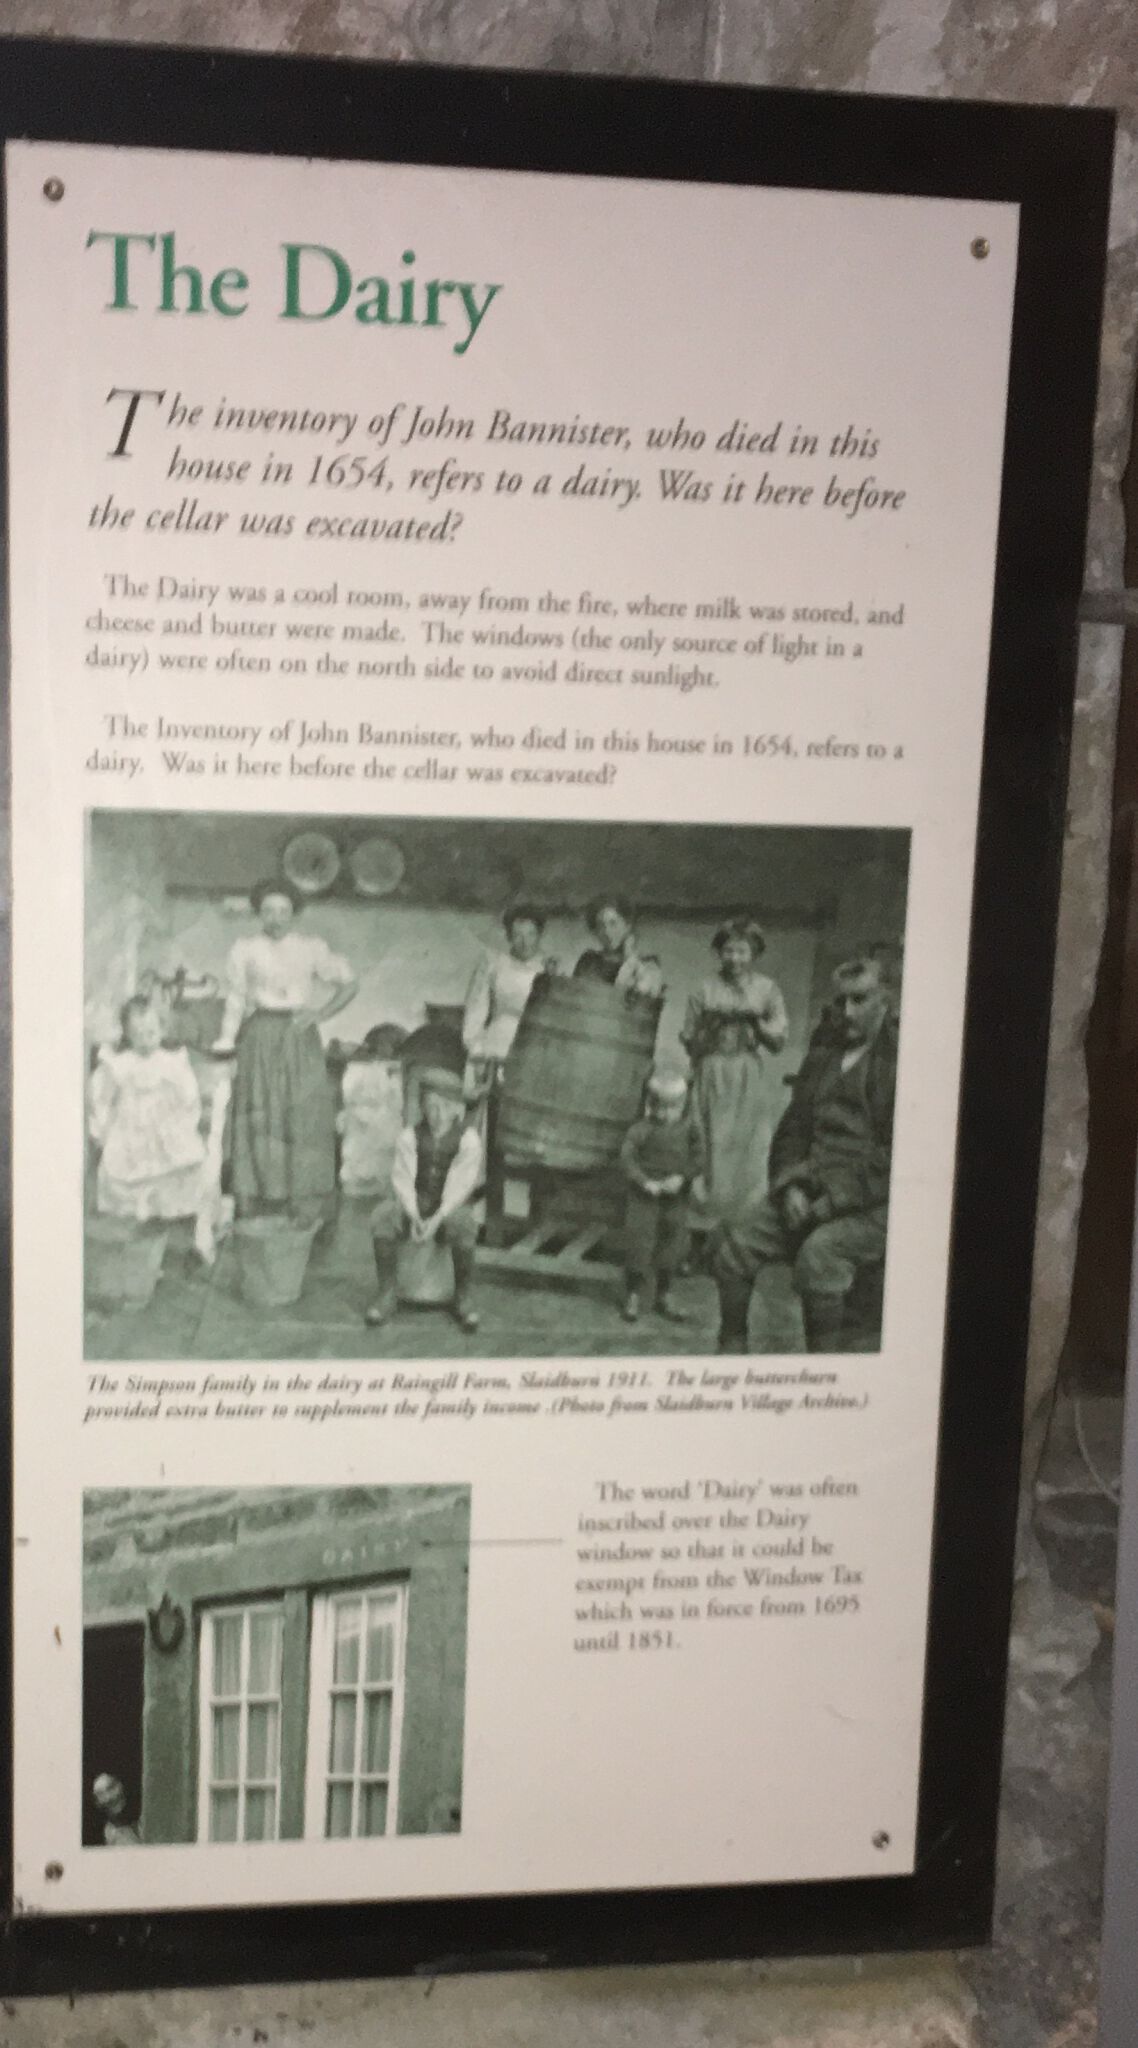 The Dairy
The inventory of John Bannister, who died in this
house in 1654, refers to a dairy. Was it here before
the cellar was excavated?
The Dairy was a cool room, away from the fire, where milk was stored, and
cheese and butter were made. The windows (the only source of light in a
dairy) were often on the north side to avoid direct sunlight.
The Inventory of John Bannister, who died in this house in 1654, refers to a
dairy. Was it here before the cellar was excavated?
The Simpson family in the dairy at Raingill Farm, Slaidburn 1911. The large butterchurn
provided extra butter to supplement the family income .(Photo from Slaidburn Village Archive.)
DAIRY
The word 'Dairy' was often
inscribed over the Dairy
window so that it could be
exempt from the Window Tax
which was in force from 1695
until 1851.